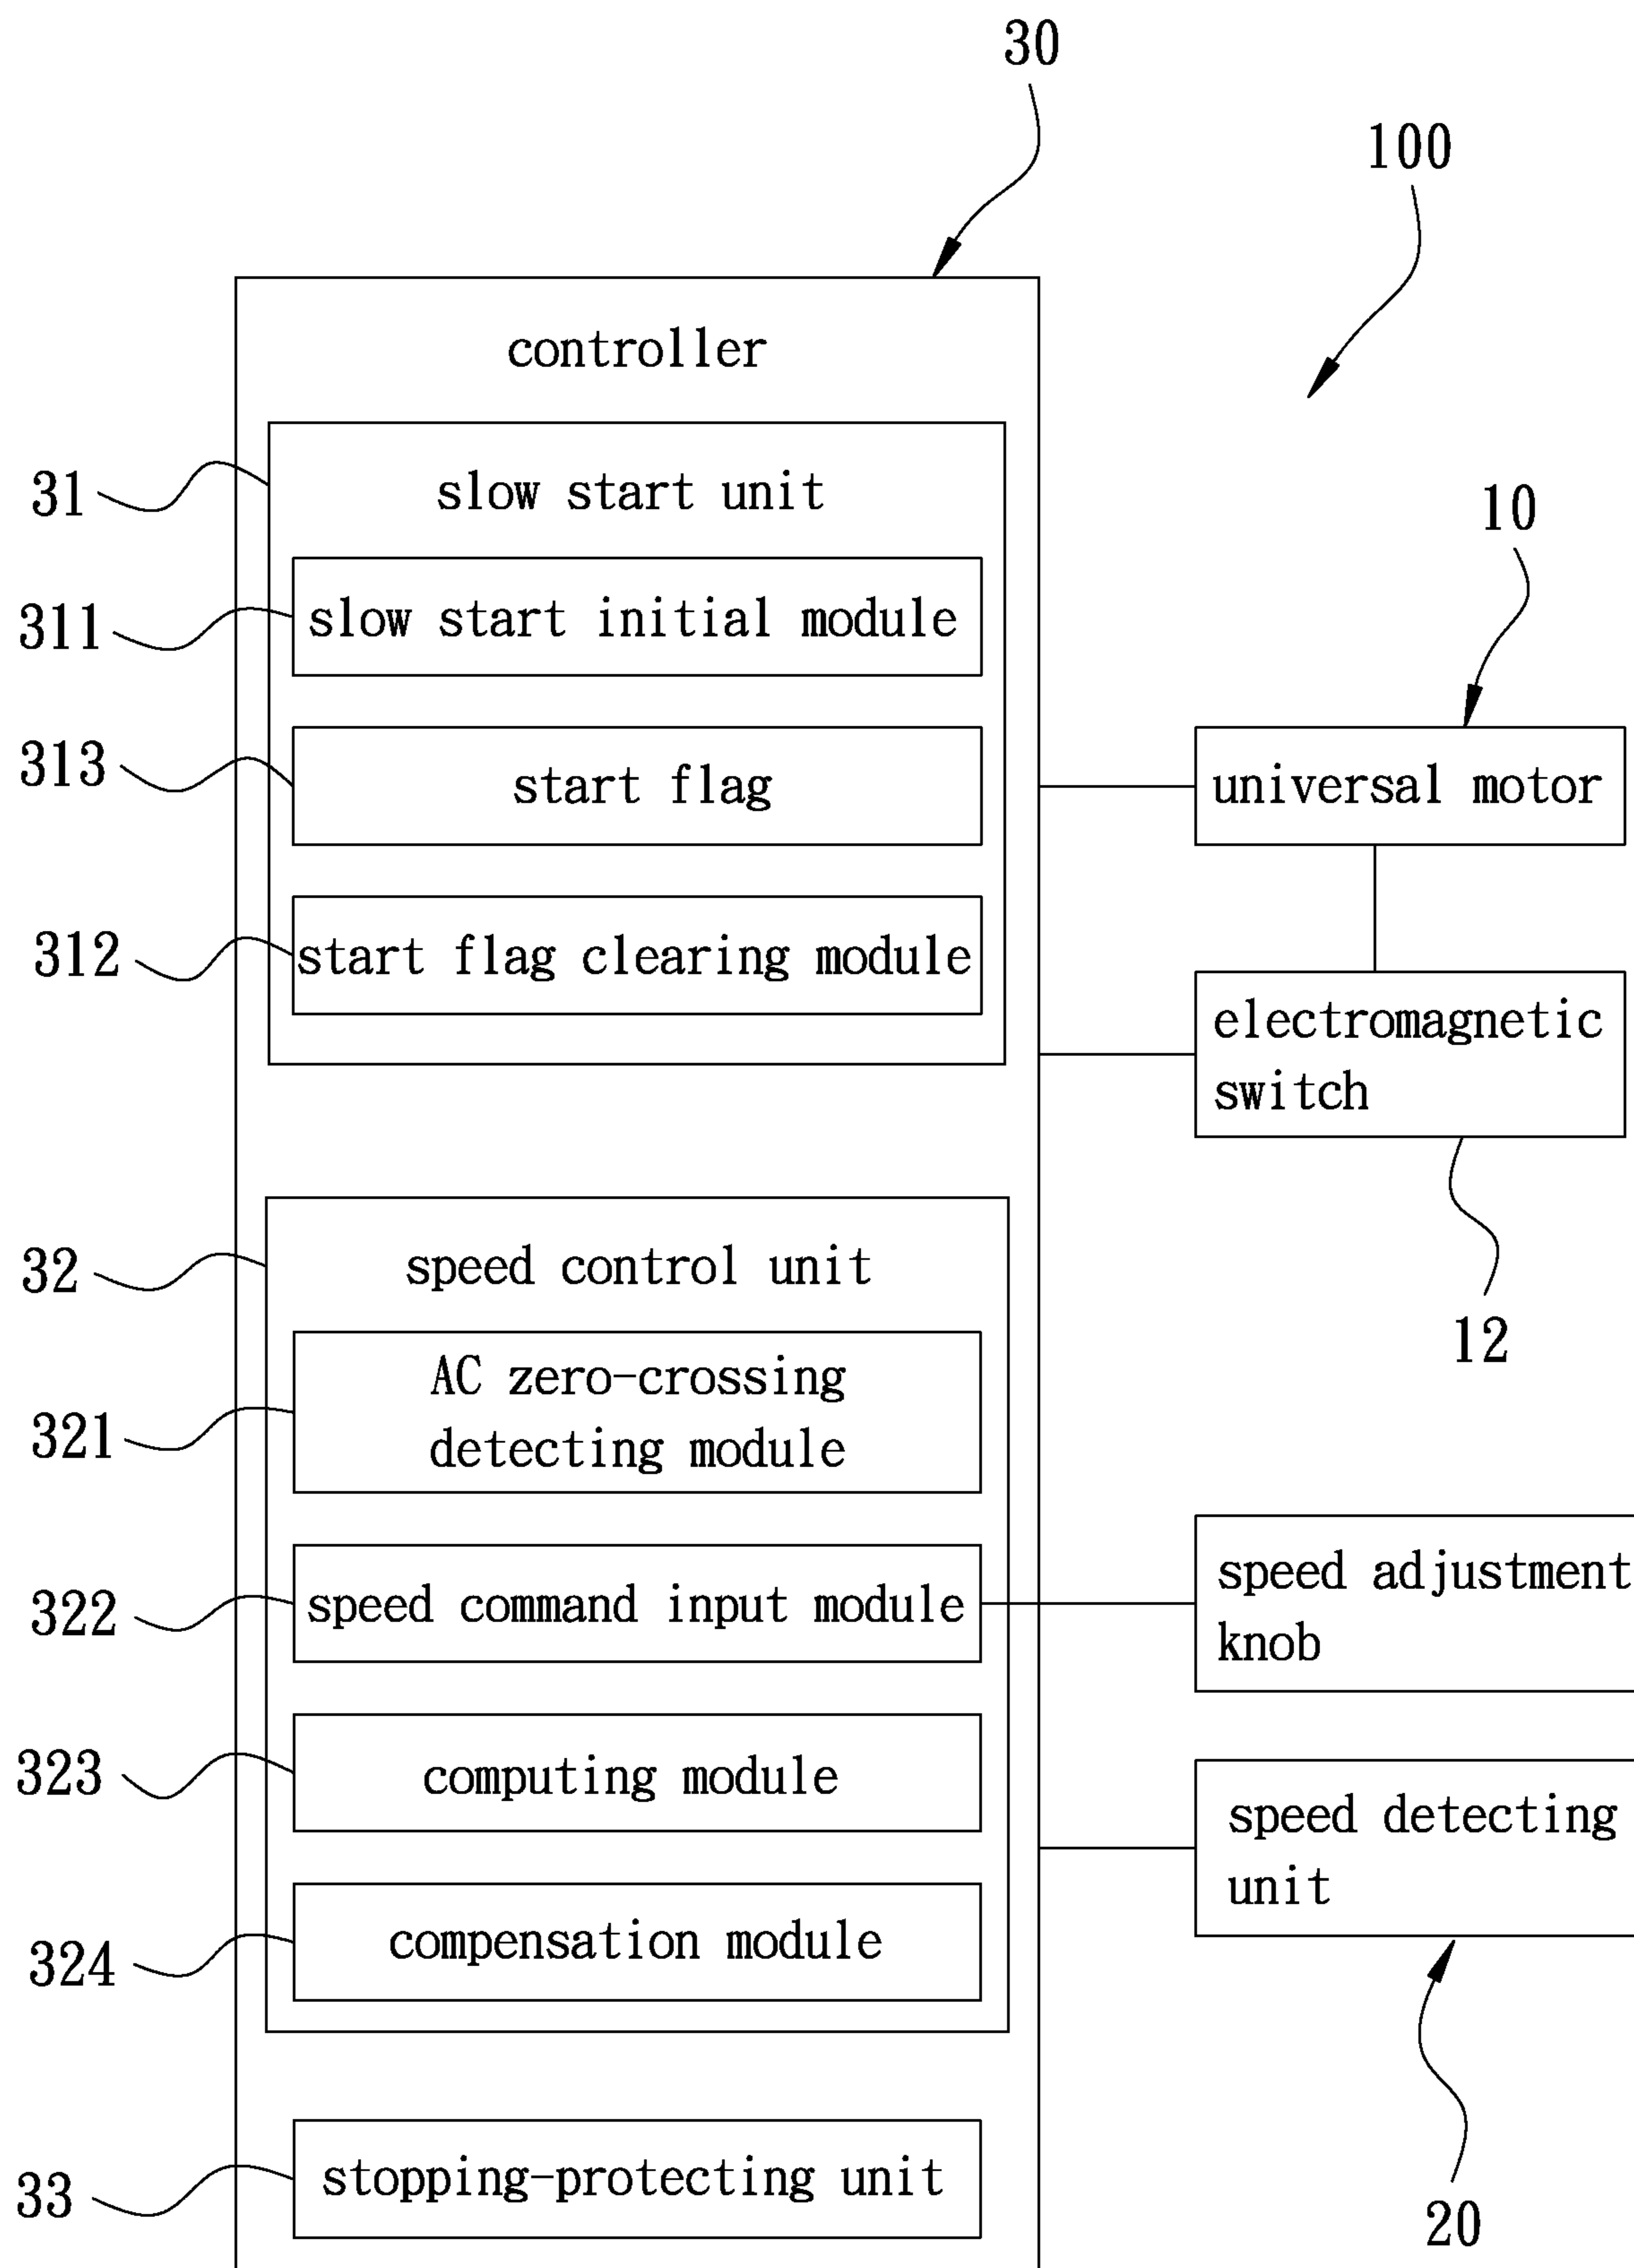 30
100
controller
31
slow start unit
10
311
slow start initial module
313
start flag
universal motor
312
start flag clearing module
electromagnetic
switch
32
speed control unit
12
321
AC zero-crossing
detecting module
322
speed command input module
speed adjustment
knob
323
computing module
speed detecting
unit
324
compensation module
33
stopping-protecting unit
20